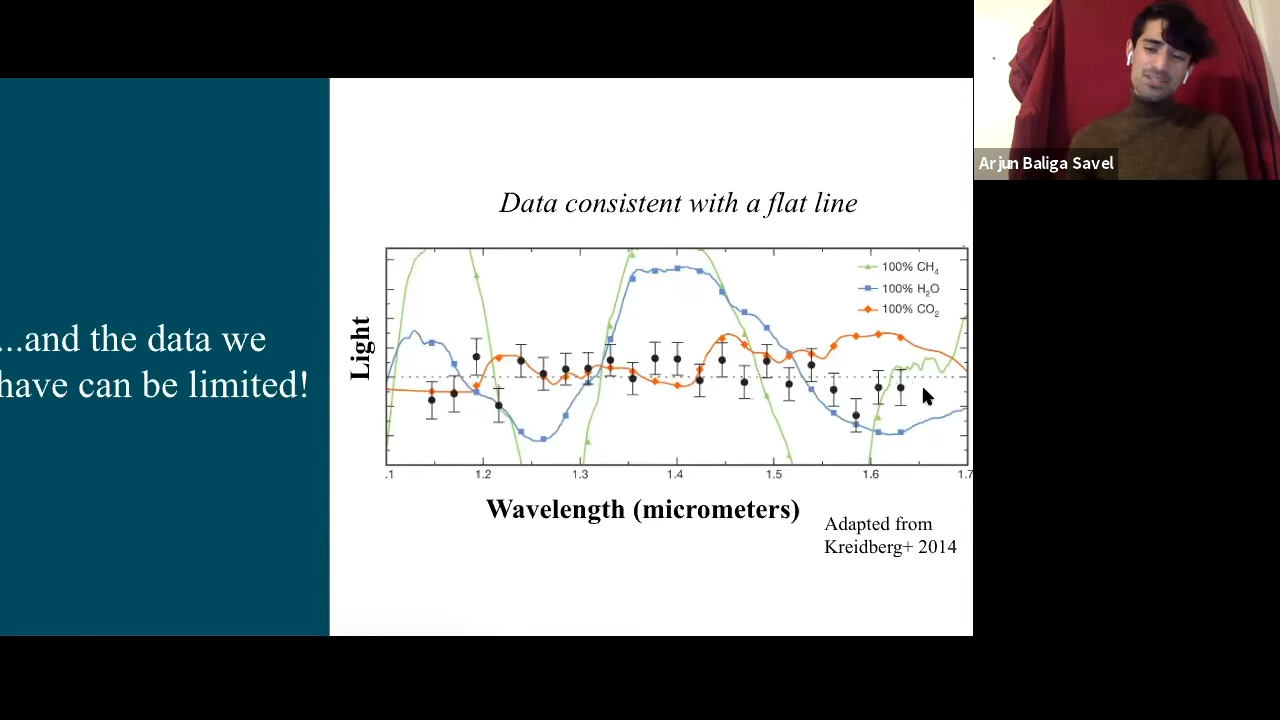 ...and the data we
have can be limited!
Data consistent with a flat line
100% CH4
100% H2O
100% CO2
Light
.1 1.2 1.3 1.4 1.5 1.6 1.7
Wavelength (micrometers)
Adapted from
Kreidberg+ 2014
Arjun Baliga Savel